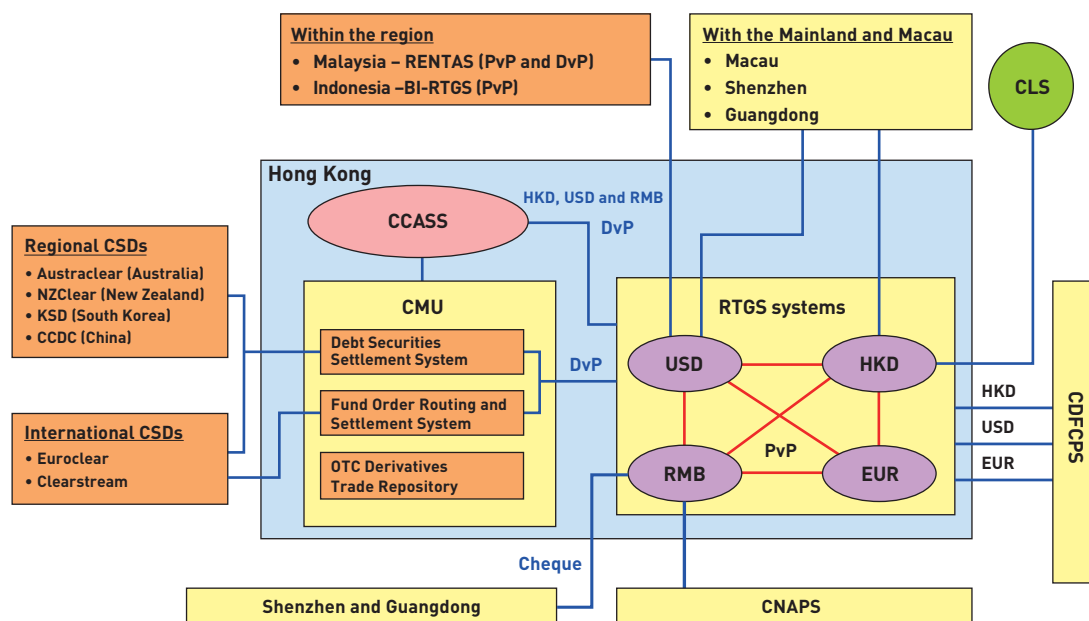 Within the region
• Malaysia – RENTAS (PvP and DvP)
• Indonesia –BI-RTGS (PvP)
With the Mainland and Macau
• Macau
• Shenzhen
• Guangdong
CLS
Hong Kong
HKD, USD and RMB
DvP
CCASS
Regional CSDs
• Austraclear (Australia)
• NZClear (New Zealand)
• KSD (South Korea)
• CCDC (China)
International CSDs
• Euroclear
• Clearstream
CMU
Debt Securities
Settlement System
Fund Order Routing and
Settlement System
OTC Derivatives
Trade Repository
DvP
RTGS systems
USD
HKD
PvP
RMB
EUR
HKD
USD
EUR
CDFCPS
Cheque
Shenzhen and Guangdong
CNAPS